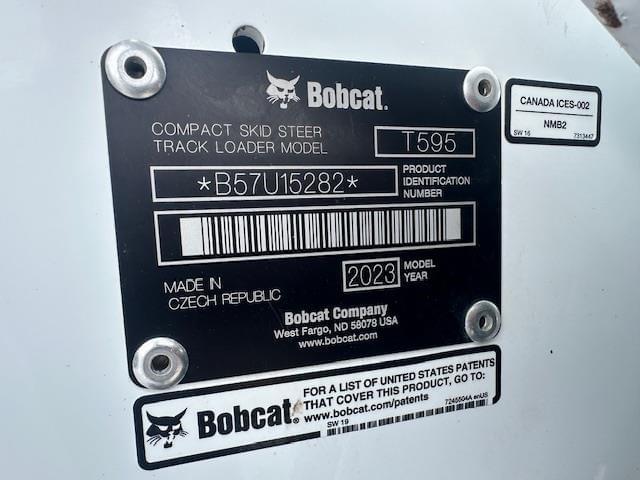 Bobcat.
COMPACT SKID STEER
TRACK LOADER MODEL
T595
*B57U15282*
PRODUCT
IDENTIFICATION
NUMBER
MADE IN
CZECH REPUBLIC
2023
MODEL
YEAR
Bobcat Company
West Fargo, ND 58078 USA
www.bobcat.com
CANADA ICES-002
NMB2
SW 16
7313447
Bobcat®
FOR A LIST OF UNITED STATES PATENTS
THAT COVER THIS PRODUCT, GO TO:
www.bobcat.com/patents
SW 19
7245504A enUS